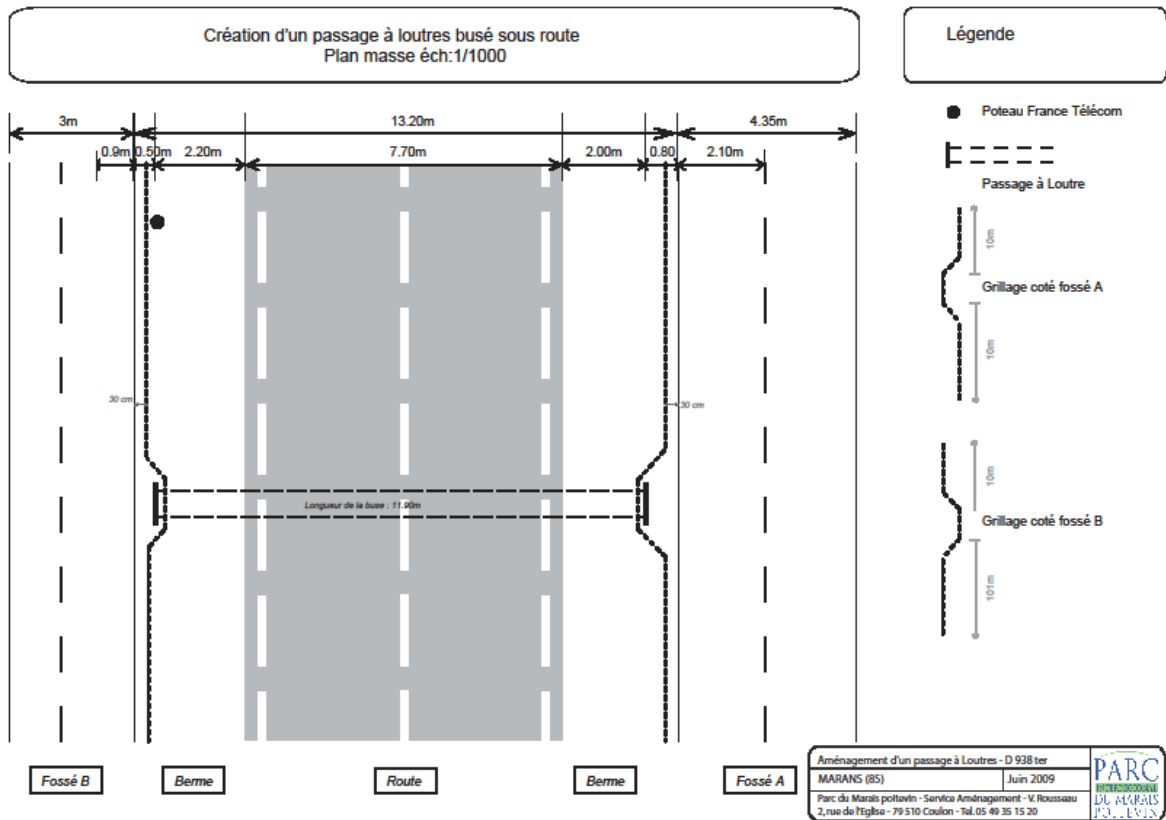 Création d'un passage à loutres busé sous route
Plan masse éch:1/1000
Légende
Poteau France Télécom
Passage à Loutre
10m
Grillage coté fossé A
10m
10m
Grillage coté fossé B
101m
3m
13.20m
4.35m
0.9m
0.50m
2.20m
7.70m
2.00m
0.80
2.10m
30 cm
30 cm
Longueur de la buse : 11.90m
Fossé B
Berme
Route
Berme
Fossé A
Aménagement d'un passage à Loutres - D 938 ter
MARANS (85)
Juin 2009
Parc du Marais poitevin - Service Aménagement - V. Rousseau
2, rue de l'Eglise - 79 510 Coulon - Tel. 05 49 35 15 20
PARC
INTERREGIONAL
DU MARAIS
POITEVIN